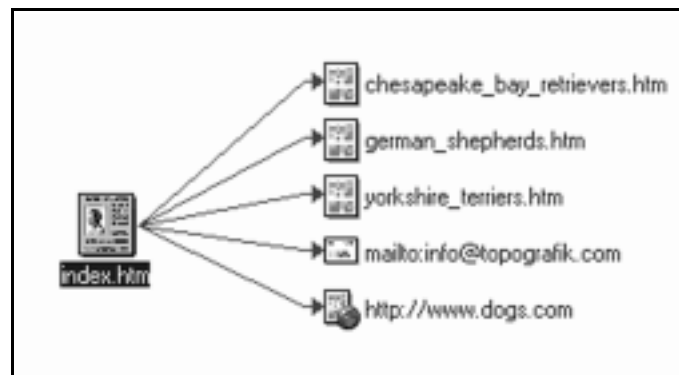 chesapeake_bay_retrievers.htm
german_shepherds.htm
yorkshire_terriers.htm
index.htm
mailto:info@topografik.com
http://www.dogs.com